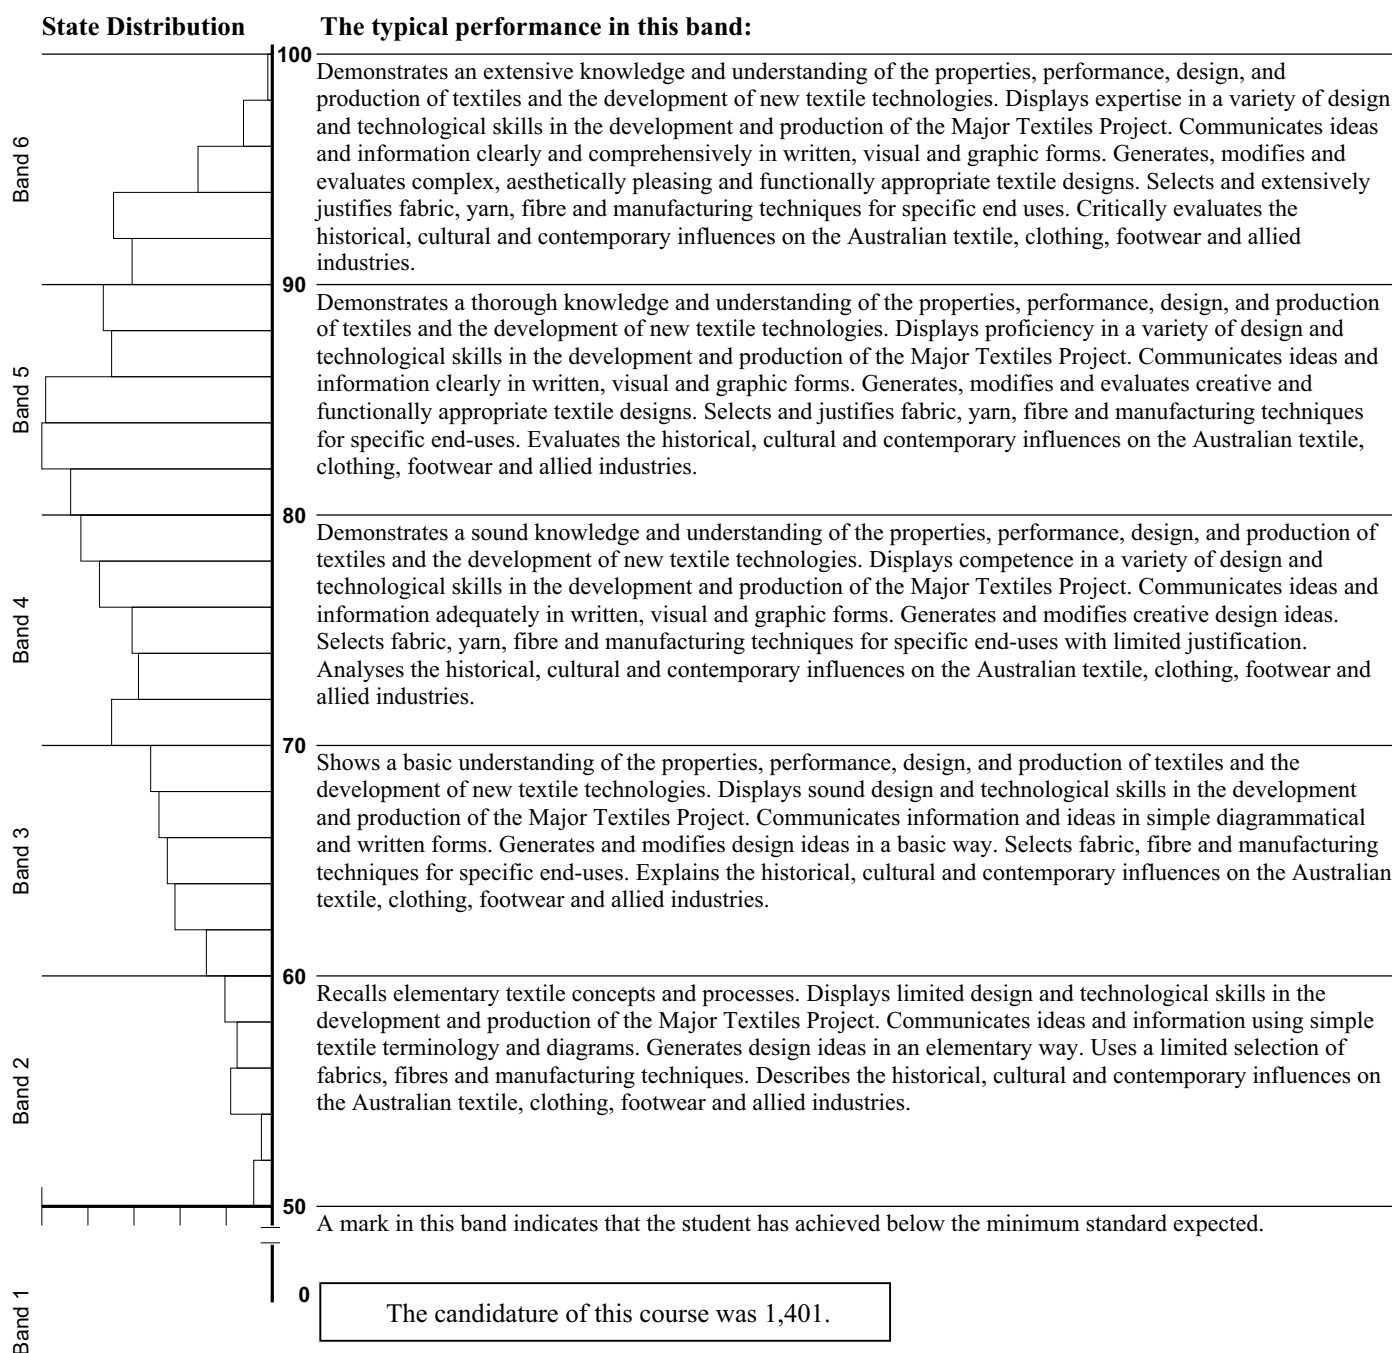 State Distribution
The typical performance in this band:
100
Band 6
Demonstrates an extensive knowledge and understanding of the properties, performance, design, and
production of textiles and the development of new textile technologies. Displays expertise in a variety of design
and technological skills in the development and production of the Major Textiles Project. Communicates ideas
and information clearly and comprehensively in written, visual and graphic forms. Generates, modifies and
evaluates complex, aesthetically pleasing and functionally appropriate textile designs. Selects and extensively
justifies fabric, yarn, fibre and manufacturing techniques for specific end uses. Critically evaluates the
historical, cultural and contemporary influences on the Australian textile, clothing, footwear and allied
industries.
90
Band 5
Demonstrates a thorough knowledge and understanding of the properties, performance, design, and production
of textiles and the development of new textile technologies. Displays proficiency in a variety of design and
technological skills in the development and production of the Major Textiles Project. Communicates ideas and
information clearly in written, visual and graphic forms. Generates, modifies and evaluates creative and
functionally appropriate textile designs. Selects and justifies fabric, yarn, fibre and manufacturing techniques
for specific end-uses. Evaluates the historical, cultural and contemporary influences on the Australian textile,
clothing, footwear and allied industries.
80
Band 4
Demonstrates a sound knowledge and understanding of the properties, performance, design, and production of
textiles and the development of new textile technologies. Displays competence in a variety of design and
technological skills in the development and production of the Major Textiles Project. Communicates ideas and
information adequately in written, visual and graphic forms. Generates and modifies creative design ideas.
Selects fabric, yarn, fibre and manufacturing techniques for specific end-uses with limited justification.
Analyses the historical, cultural and contemporary influences on the Australian textile, clothing, footwear and
allied industries.
70
Band 3
Shows a basic understanding of the properties, performance, design, and production of textiles and the
development of new textile technologies. Displays sound design and technological skills in the development
and production of the Major Textiles Project. Communicates information and ideas in simple diagrammatical
and written forms. Generates and modifies design ideas in a basic way. Selects fabric, fibre and manufacturing
techniques for specific end-uses. Explains the historical, cultural and contemporary influences on the Australian
textile, clothing, footwear and allied industries.
60
Band 2
Recalls elementary textile concepts and processes. Displays limited design and technological skills in the
development and production of the Major Textiles Project. Communicates ideas and information using simple
textile terminology and diagrams. Generates design ideas in an elementary way. Uses a limited selection of
fabrics, fibres and manufacturing techniques. Describes the historical, cultural and contemporary influences on
the Australian textile, clothing, footwear and allied industries.
50
A mark in this band indicates that the student has achieved below the minimum standard expected.
Band 1
0
The candidature of this course was 1,401.